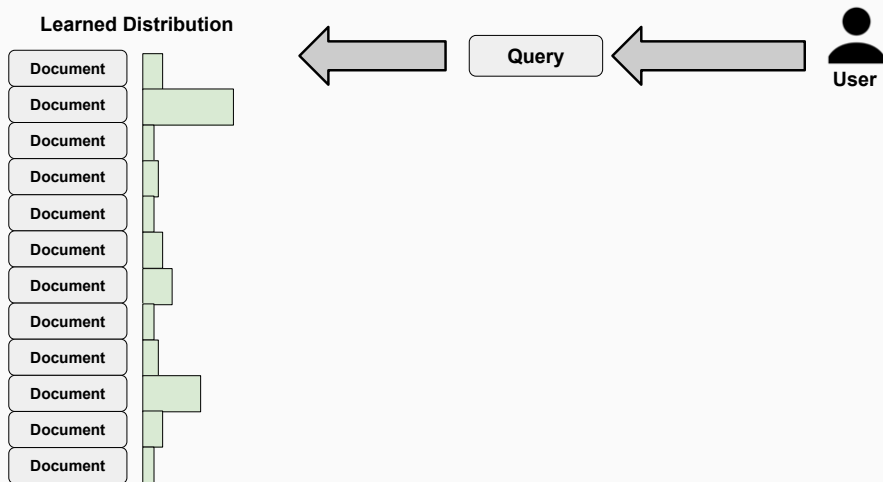 Learned Distribution
Query
User
Document
Document
Document
Document
Document
Document
Document
Document
Document
Document
Document
Document